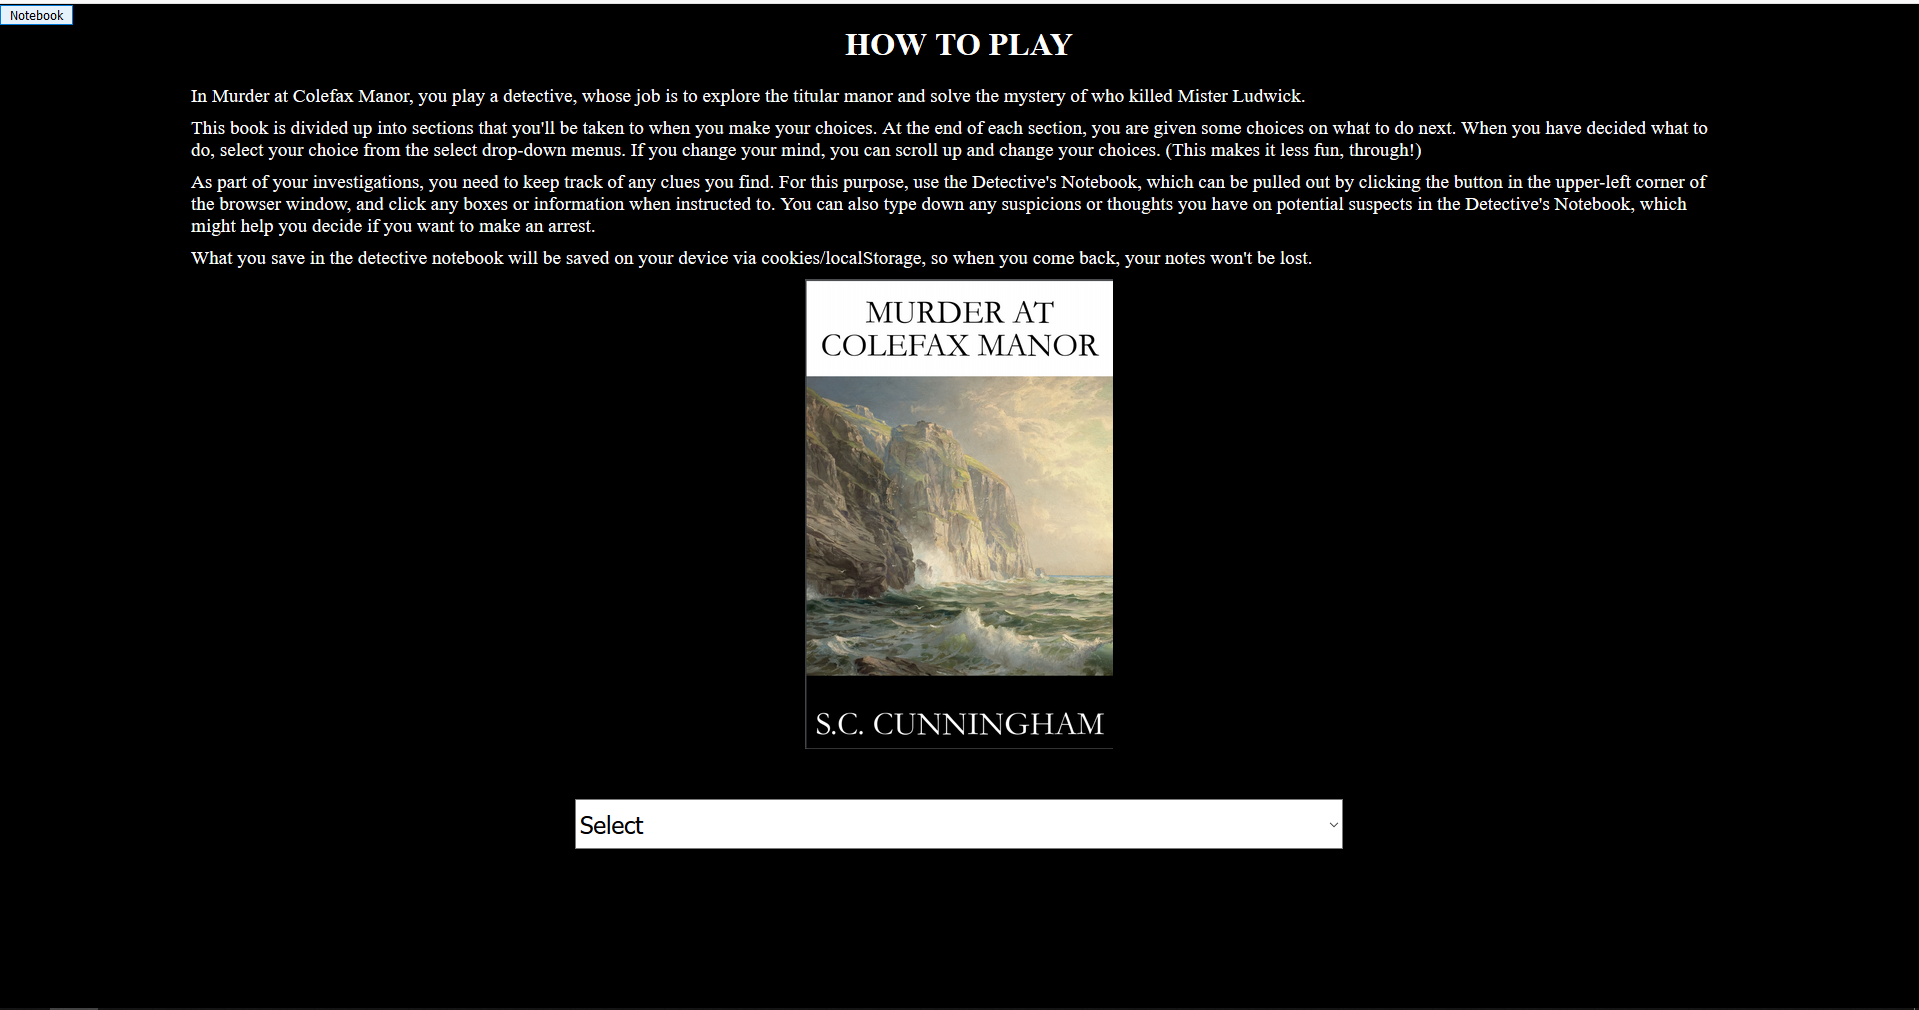 Notebook
HOW TO PLAY
In Murder at Colefax Manor, you play a detective, whose job is to explore the titular manor and solve the mystery of who killed Mister Ludwick.
This book is divided up into sections that you'll be taken to when you make your choices. At the end of each section, you are given some choices on what to do next. When you have decided what to
do, select your choice from the select drop-down menus. If you change your mind, you can scroll up and change your choices. (This makes it less fun, through!)
As part of your investigations, you need to keep track of any clues you find. For this purpose, use the Detective's Notebook, which can be pulled out by clicking the button in the upper-left corner of
the browser window, and click any boxes or information when instructed to. You can also type down any suspicions or thoughts you have on potential suspects in the Detective's Notebook, which
might help you decide if you want to make an arrest.
What you save in the detective notebook will be saved on your device via cookies/localStorage, so when you come back, your notes won't be lost.
MURDER AT
COLEFAX MANOR
S.C. CUNNINGHAM
Select